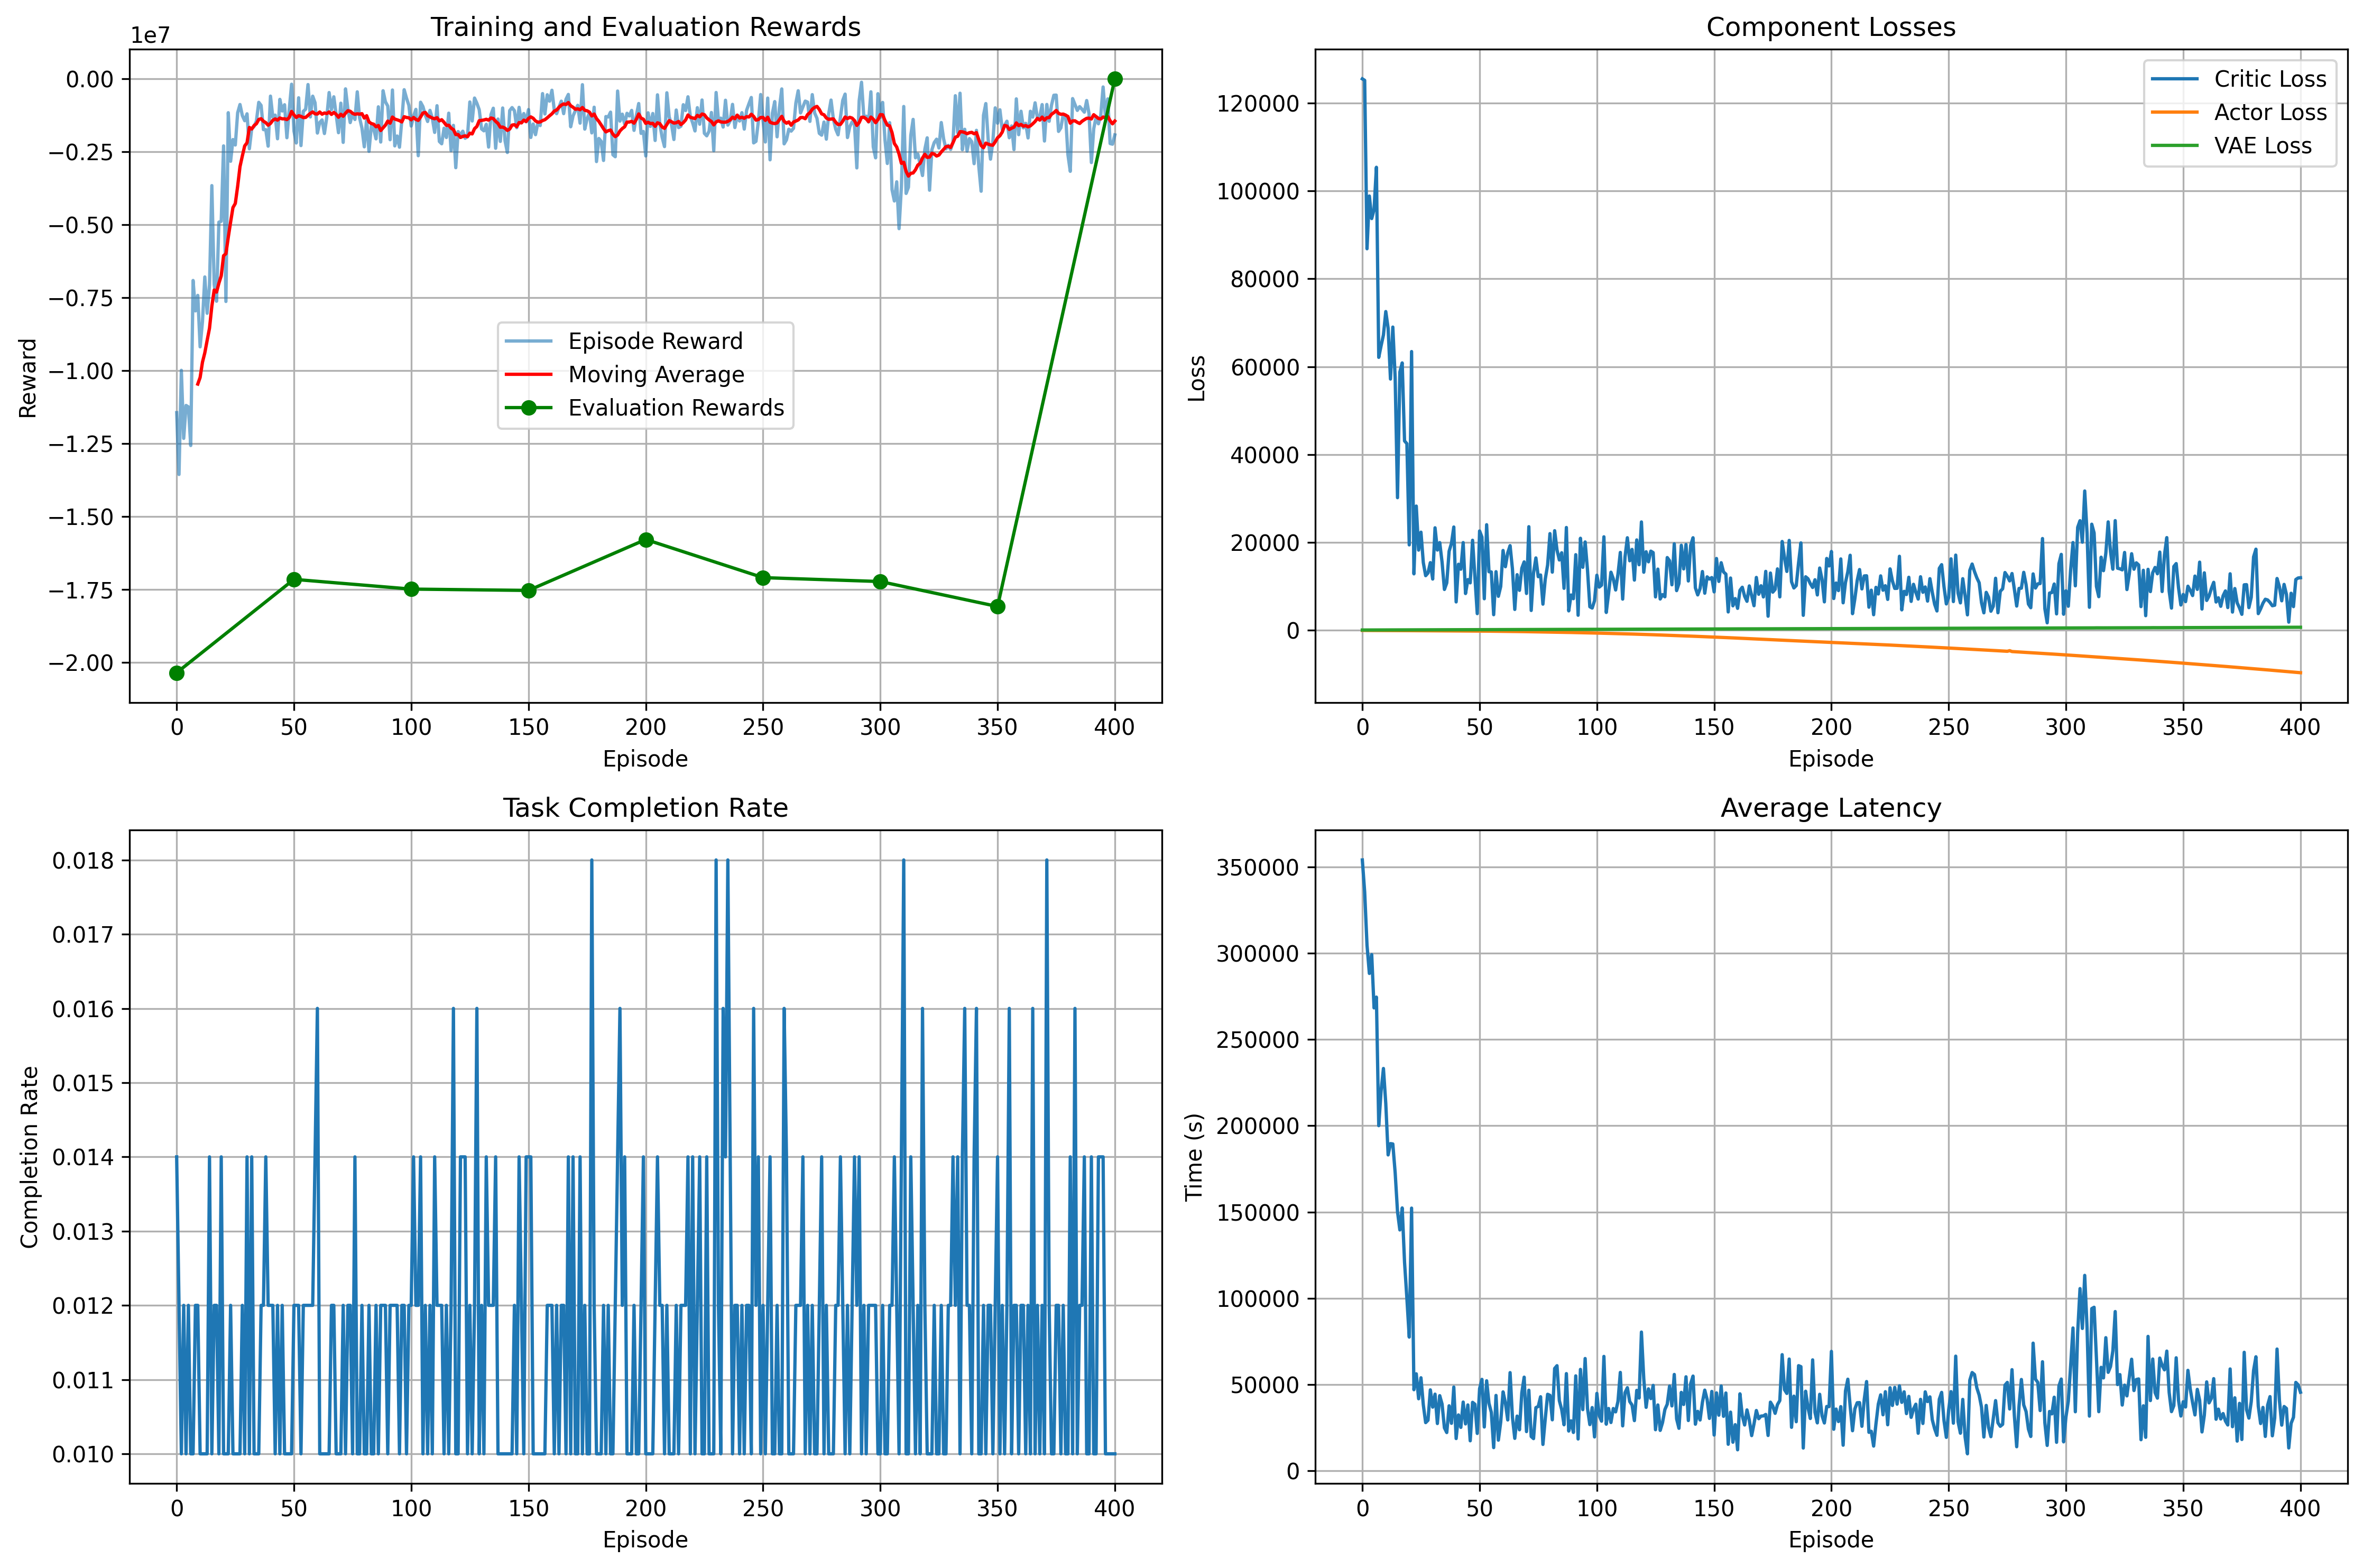 Training and Evaluation Rewards
1e7
0.00
−0.25
−0.50
−0.75
−1.00
−1.25
−1.50
−1.75
−2.00
Reward
Episode Reward
Moving Average
Evaluation Rewards
0 50 100 150 200 250 300 350 400
Episode
Component Losses
120000
100000
80000
60000
40000
20000
0
Loss
Critic Loss
Actor Loss
VAE Loss
0 50 100 150 200 250 300 350 400
Episode
Task Completion Rate
0.018
0.017
0.016
0.015
0.014
0.013
0.012
0.011
0.010
Completion Rate
0 50 100 150 200 250 300 350 400
Episode
Average Latency
350000
300000
250000
200000
150000
100000
50000
0
Time (s)
0 50 100 150 200 250 300 350 400
Episode